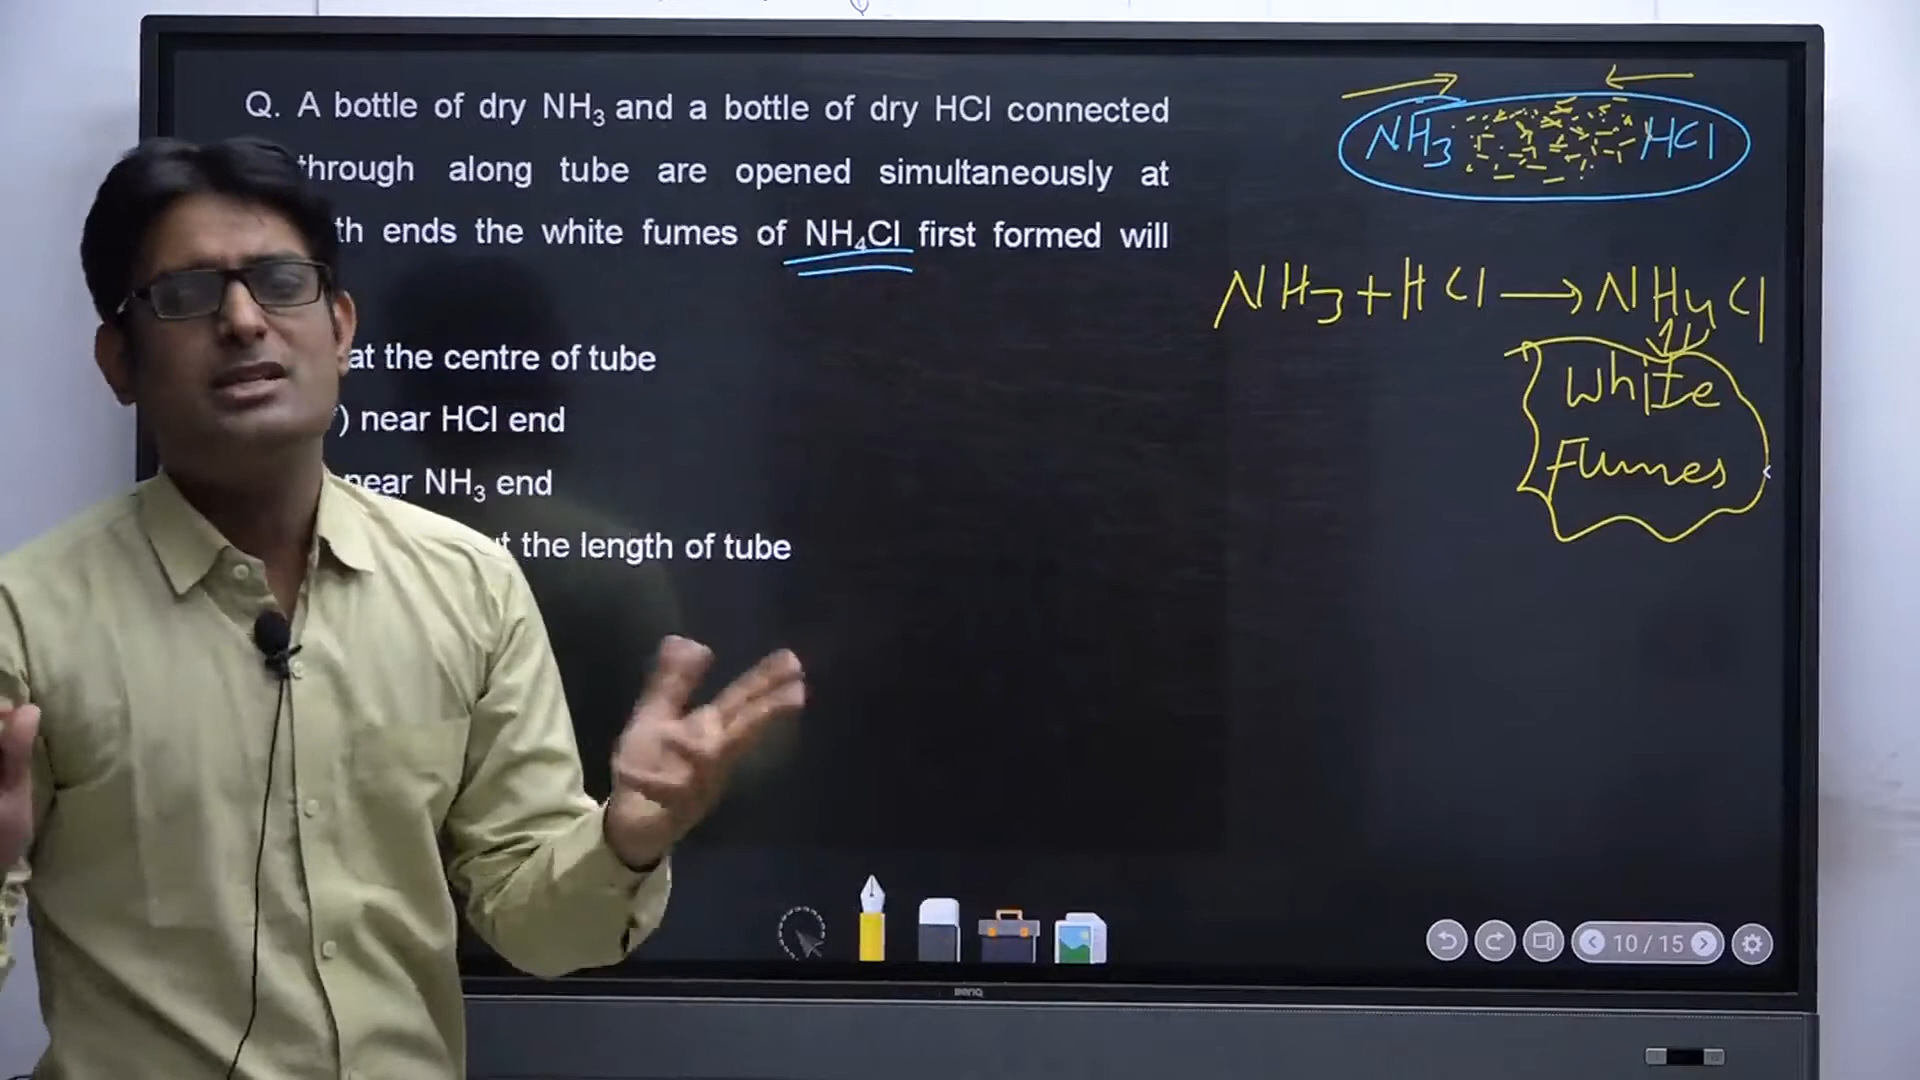 Q. A bottle of dry NH₃ and a bottle of dry HCl connected
through along tube are opened simultaneously at
th ends the white fumes of NH₄Cl first formed will
at the centre of tube
) near HCl end
near NH₃ end
t the length of tube
NH3 HCl
NH3 + HCl → NH4Cl
White
Fumes
10 / 15
BenQ